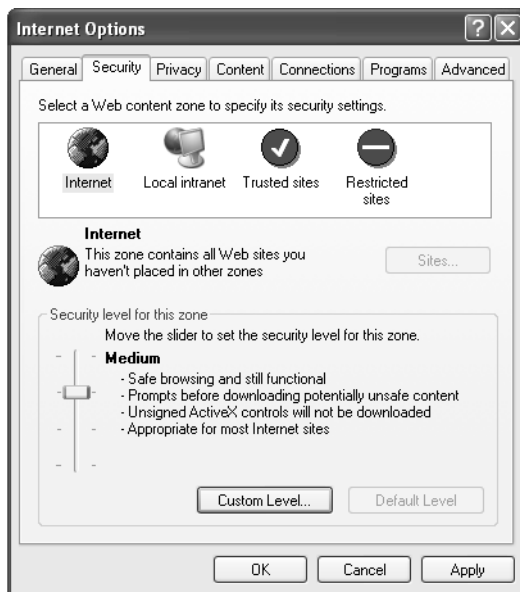 Internet Options
General Security Privacy Content Connections Programs Advanced
Select a Web content zone to specify its security settings.
Internet Local intranet Trusted sites Restricted sites
Internet
This zone contains all Web sites you
haven't placed in other zones
Sites...
Security level for this zone
Move the slider to set the security level for this zone.
Medium
- Safe browsing and still functional
- Prompts before downloading potentially unsafe content
- Unsigned ActiveX controls will not be downloaded
- Appropriate for most Internet sites
Custom Level... Default Level
OK Cancel Apply